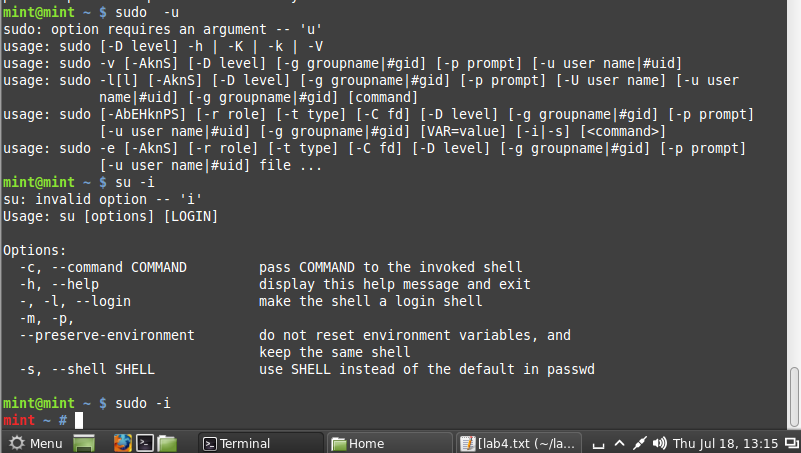 mint@mint ~ $ sudo  -u
sudo: option requires an argument -- 'u'
usage: sudo [-D level] -h | -K | -k | -V
usage: sudo -v [-AknS] [-D level] [-g groupname|#gid] [-p prompt] [-u user name|#uid]
usage: sudo -l[l] [-AknS] [-D level] [-g groupname|#gid] [-p prompt] [-U user name] [-u user
            name|#uid] [-g groupname|#gid] [command]
usage: sudo [-AbEHknPS] [-r role] [-t type] [-C fd] [-D level] [-g groupname|#gid] [-p prompt]
            [-u user name|#uid] [-g groupname|#gid] [VAR=value] [-i|-s] [<command>]
usage: sudo -e [-AknS] [-r role] [-t type] [-C fd] [-D level] [-g groupname|#gid] [-p prompt]
            [-u user name|#uid] file ...
mint@mint ~ $ su -i
su: invalid option -- 'i'
Usage: su [options] [LOGIN]

Options:
  -c, --command COMMAND         pass COMMAND to the invoked shell
  -h, --help                    display this help message and exit
  -, -l, --login                make the shell a login shell
  -m, -p,
  --preserve-environment        do not reset environment variables, and
                                keep the same shell
  -s, --shell SHELL             use SHELL instead of the default in passwd

mint@mint ~ $ sudo -i
mint ~ #
Menu Terminal Home [lab4.txt (~/la... Thu Jul 18, 13:15